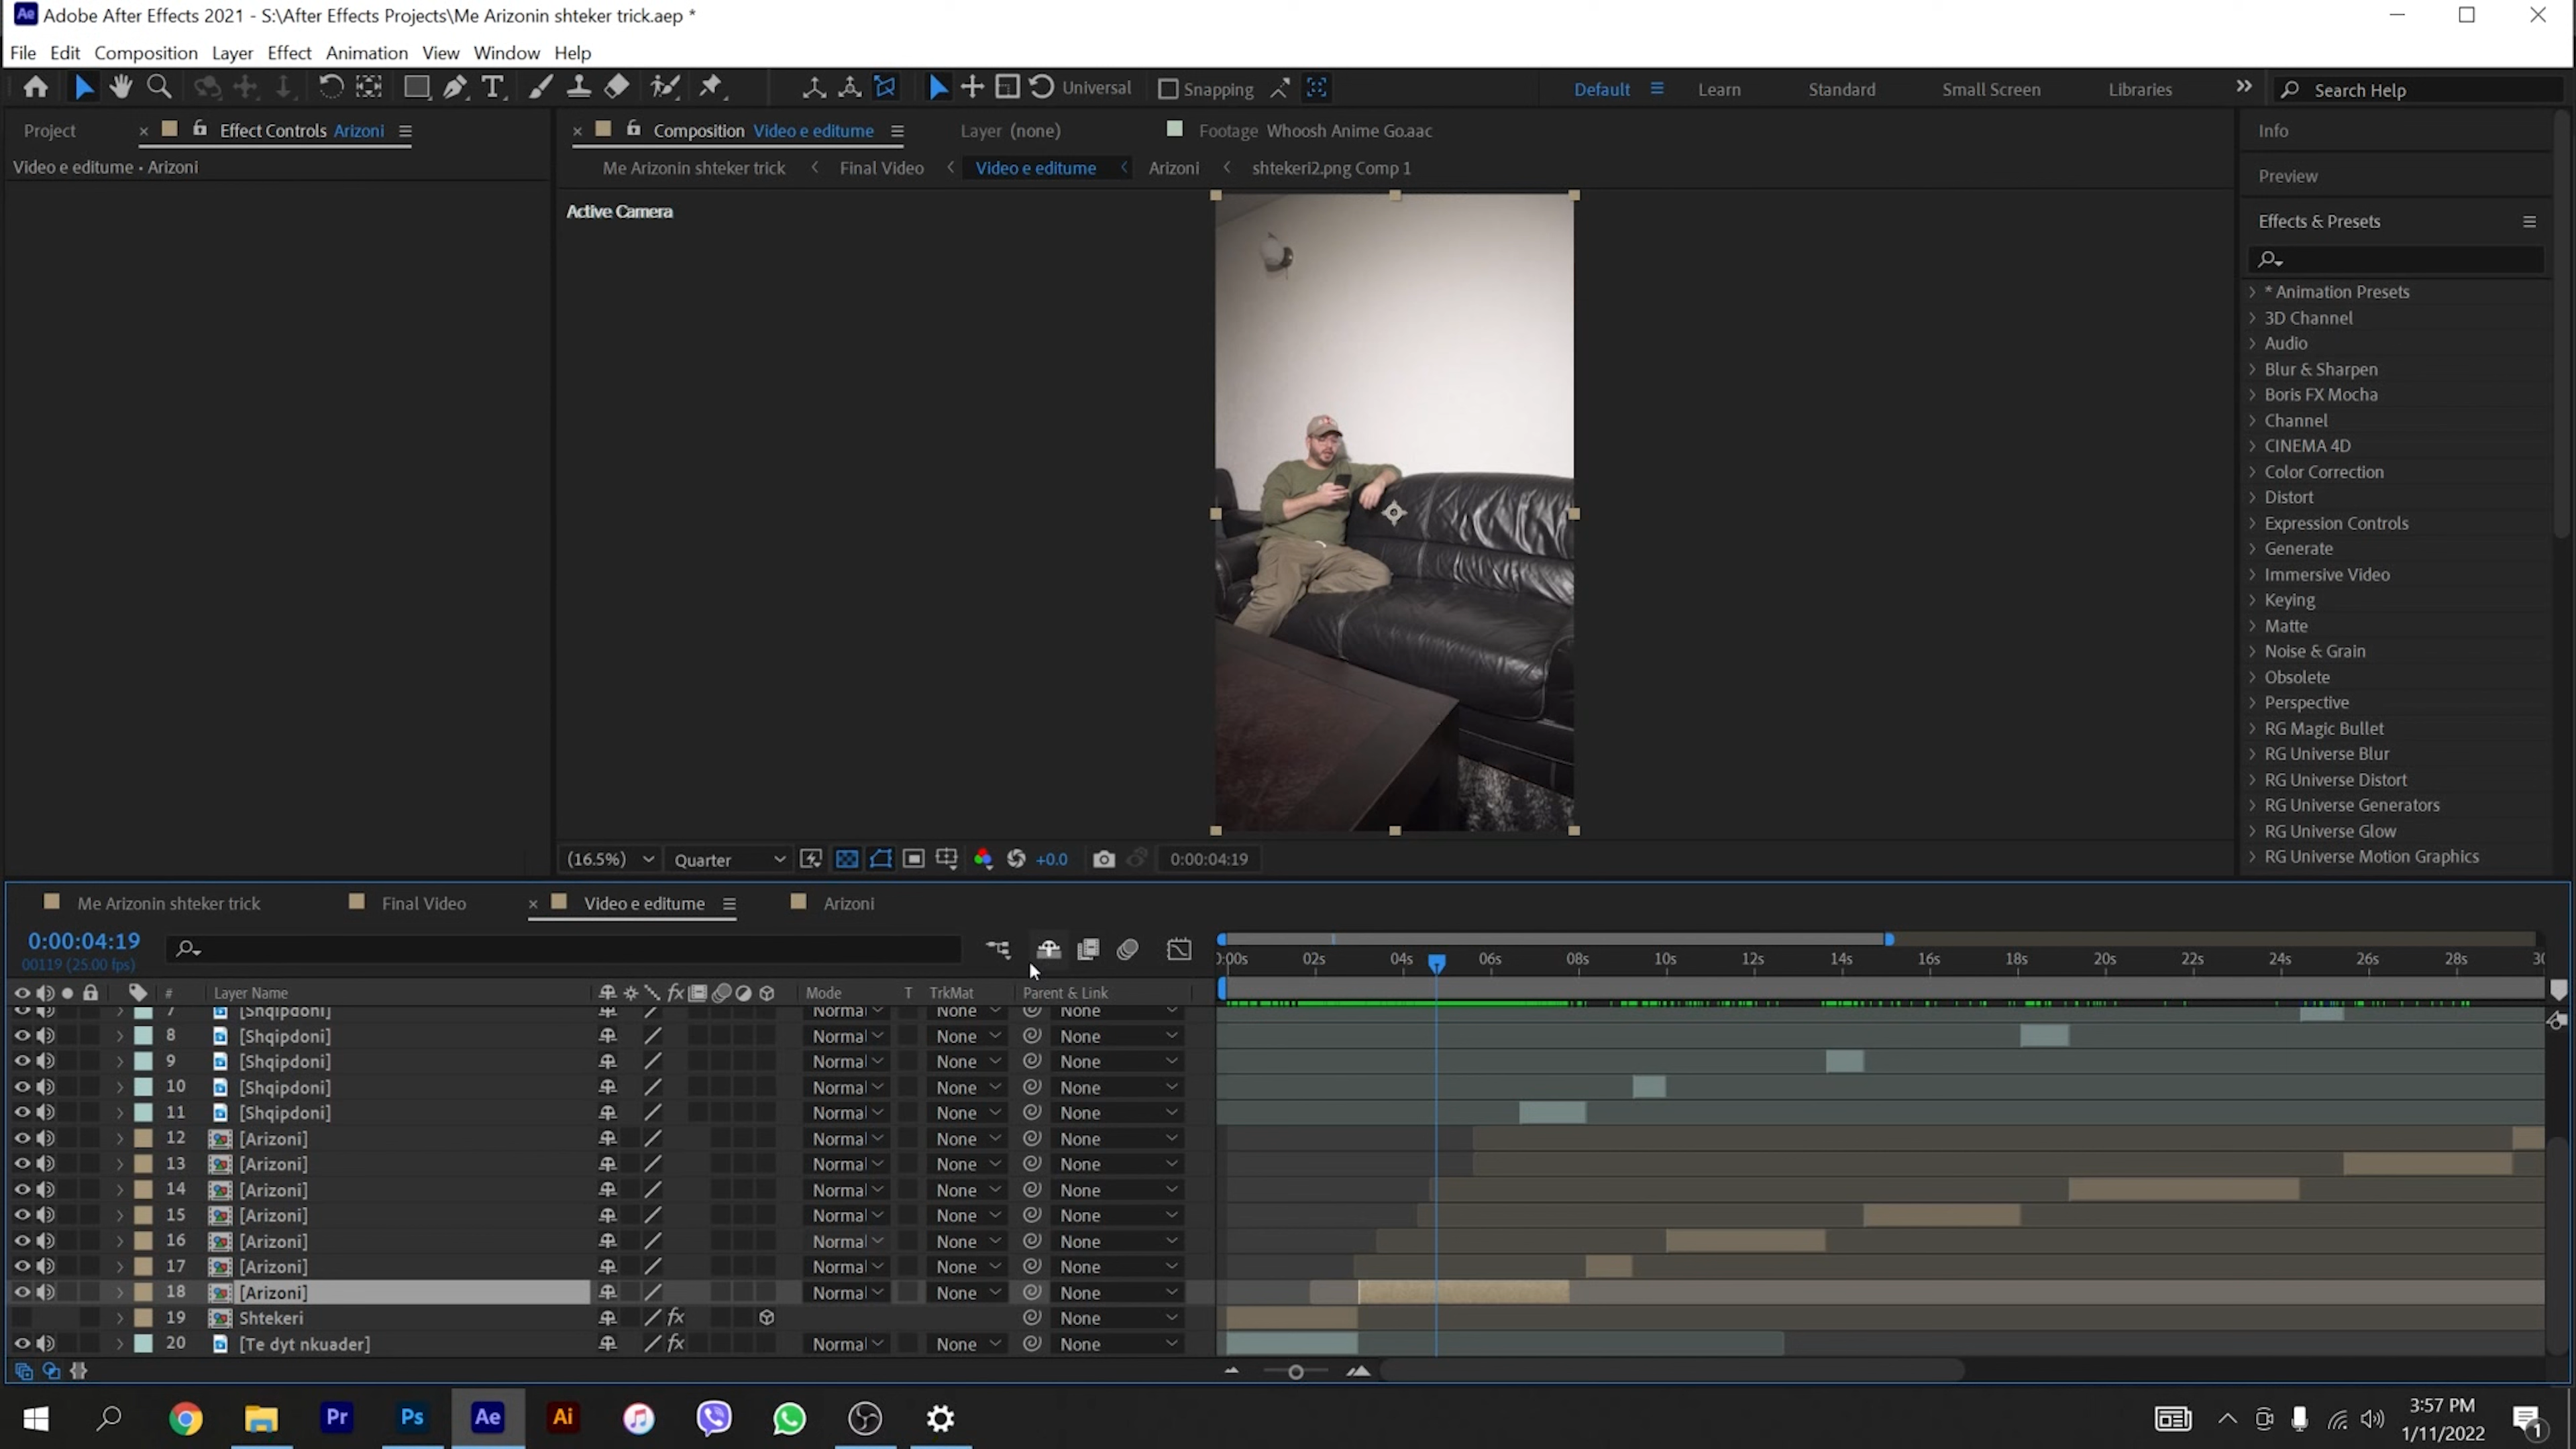 Adobe After Effects 2021 - S:\After Effects Projects\Me Arizonin shteker trick.aep *
File Edit Composition Layer Effect Animation View Window Help
Universal Snapping Default Learn Standard Small Screen Libraries Search Help
Project Effect Controls Arizoni Composition Video e editume Layer (none) Footage Whoosh Anime Go.aac Info
Video e editume • Arizoni Me Arizonin shteker trick Final Video Video e editume Arizoni shtekeri2.png Comp 1
Preview
Active Camera
Effects & Presets
* Animation Presets
3D Channel
Audio
Blur & Sharpen
Boris FX Mocha
Channel
CINEMA 4D
Color Correction
Distort
Expression Controls
Generate
Immersive Video
Keying
Matte
Noise & Grain
Obsolete
Perspective
RG Magic Bullet
RG Universe Blur
RG Universe Distort
RG Universe Generators
RG Universe Glow
RG Universe Motion Graphics
(16.5%) Quarter +0.0 0:00:04:19
Me Arizonin shteker trick Final Video Video e editume Arizoni
0:00:04:19
00119 (25.00 fps)
0:00s 02s 04s 06s 08s 10s 12s 14s 16s 18s 20s 22s 24s 26s 28s 30
# Layer Name fx Mode T TrkMat Parent & Link
7 [Shqipdoni] Normal None None
8 [Shqipdoni] Normal None None
9 [Shqipdoni] Normal None None
10 [Shqipdoni] Normal None None
11 [Shqipdoni] Normal None None
12 [Arizoni] Normal None None
13 [Arizoni] Normal None None
14 [Arizoni] Normal None None
15 [Arizoni] Normal None None
16 [Arizoni] Normal None None
17 [Arizoni] Normal None None
18 [Arizoni] Normal None None
19 Shtekeri fx None
20 [Te dyt nkuader] fx Normal None None
Pr Ps Ae Ai
3:57 PM
1/11/2022
1